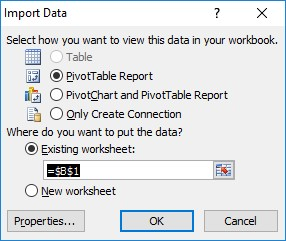 Import Data
Select how you want to view this data in your workbook.
Table
PivotTable Report
PivotChart and PivotTable Report
Only Create Connection
Where do you want to put the data?
Existing worksheet:
=$B$1
New worksheet
Properties... OK Cancel